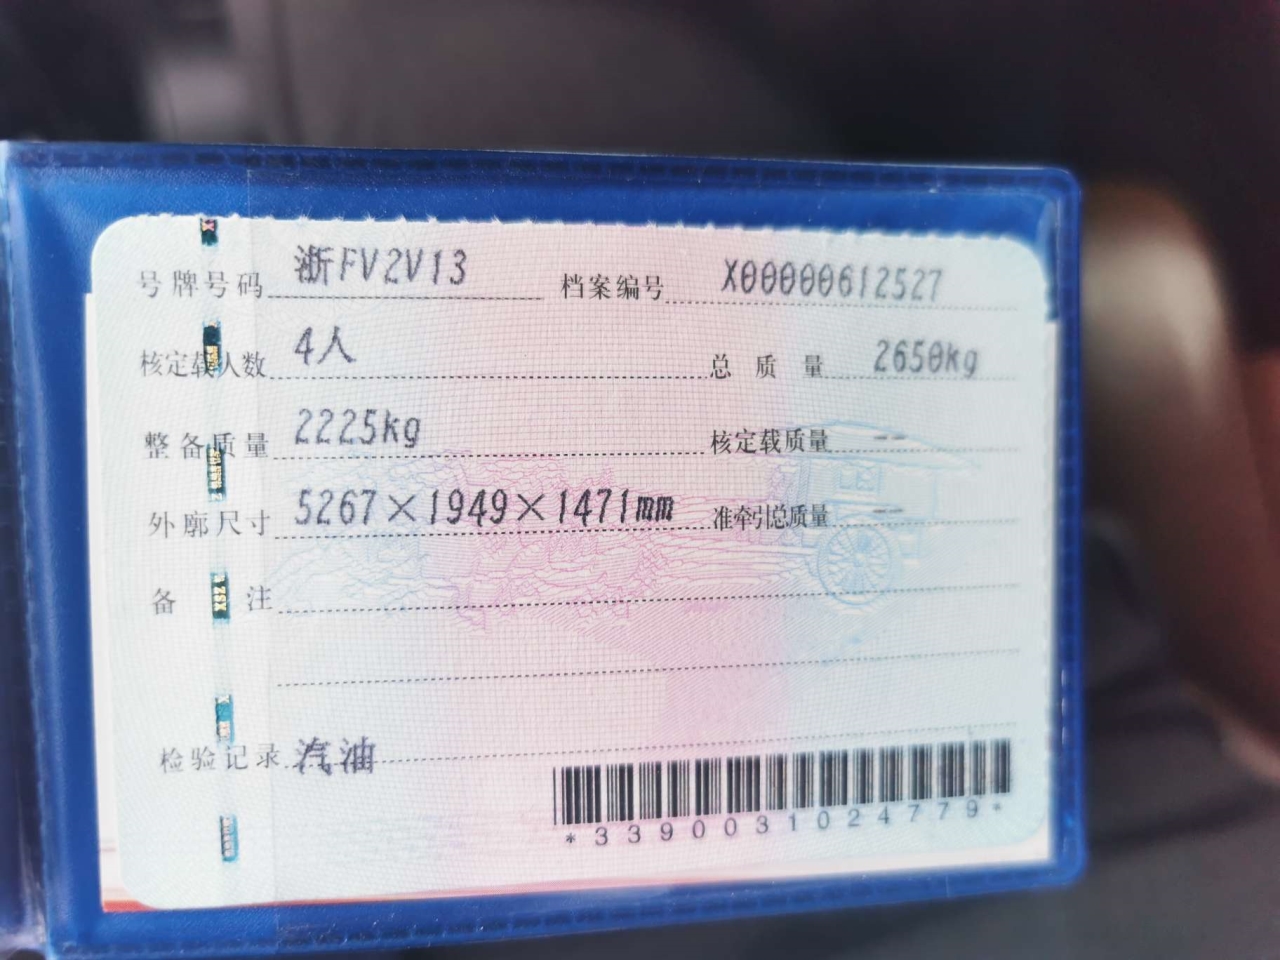 号牌号码 浙FV2V13 档案编号 X00000612527
核定载人数 4人 总质量 2650kg
整备质量 2225kg 核定载质量 --
外廓尺寸 5267×1949×1471mm 准牵引总质量 --
备注
检验记录 汽油
*3390031024779*